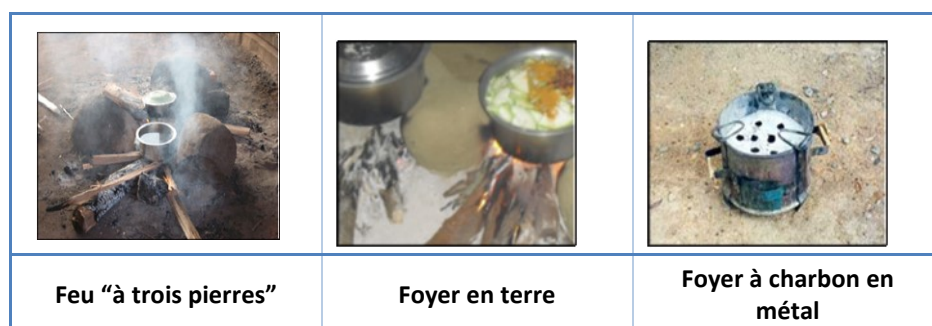 Feu “à trois pierres”
Foyer en terre
Foyer à charbon en
métal